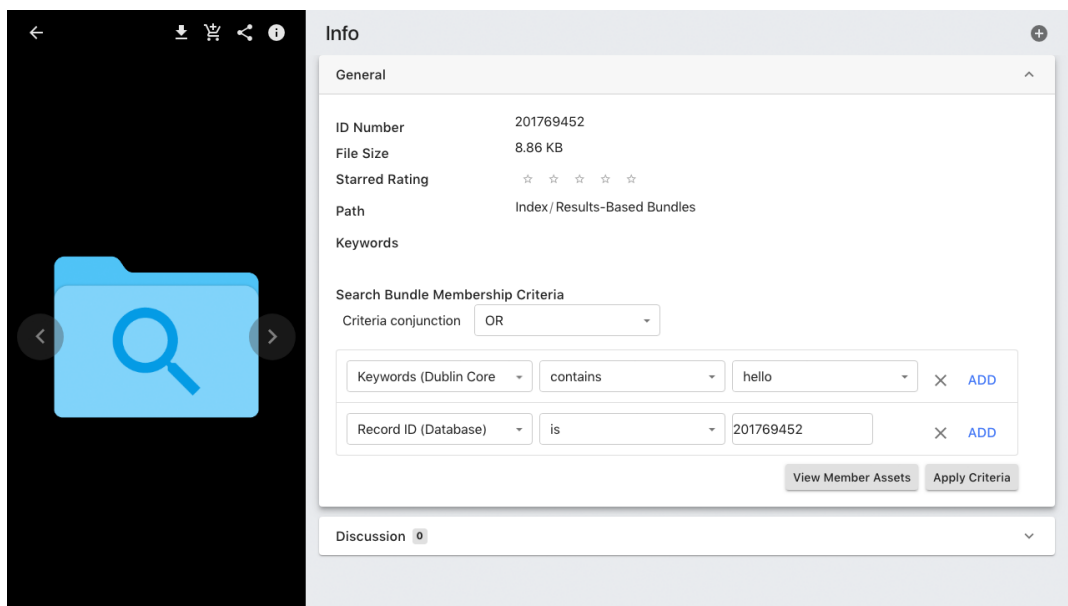 Info
General
ID Number 201769452
File Size 8.86 KB
Starred Rating
Path Index/Results-Based Bundles
Keywords
Search Bundle Membership Criteria
Criteria conjunction OR
Keywords (Dublin Core contains hello ADD
Record ID (Database) is 201769452 ADD
View Member Assets Apply Criteria
Discussion 0